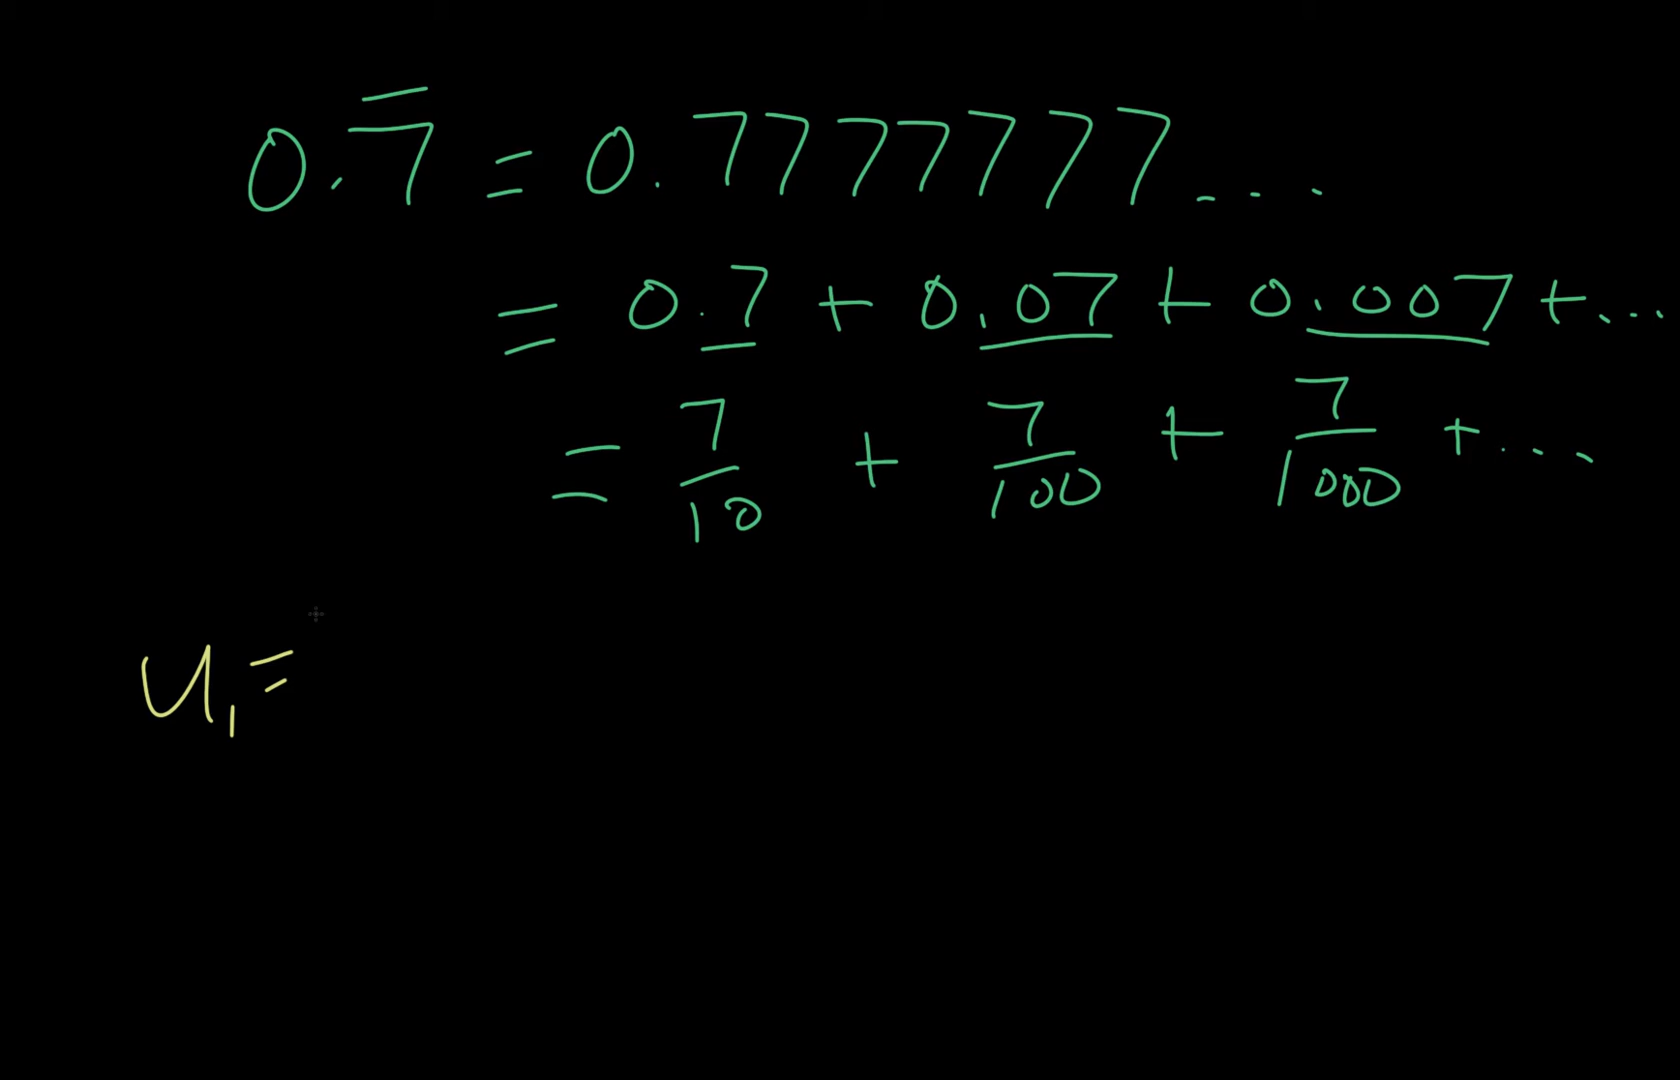 0.7̅ = 0.7777777...
= 0.7 + 0.07 + 0.007 + ...
= 7/10 + 7/100 + 7/1000 + ...
u₁ =